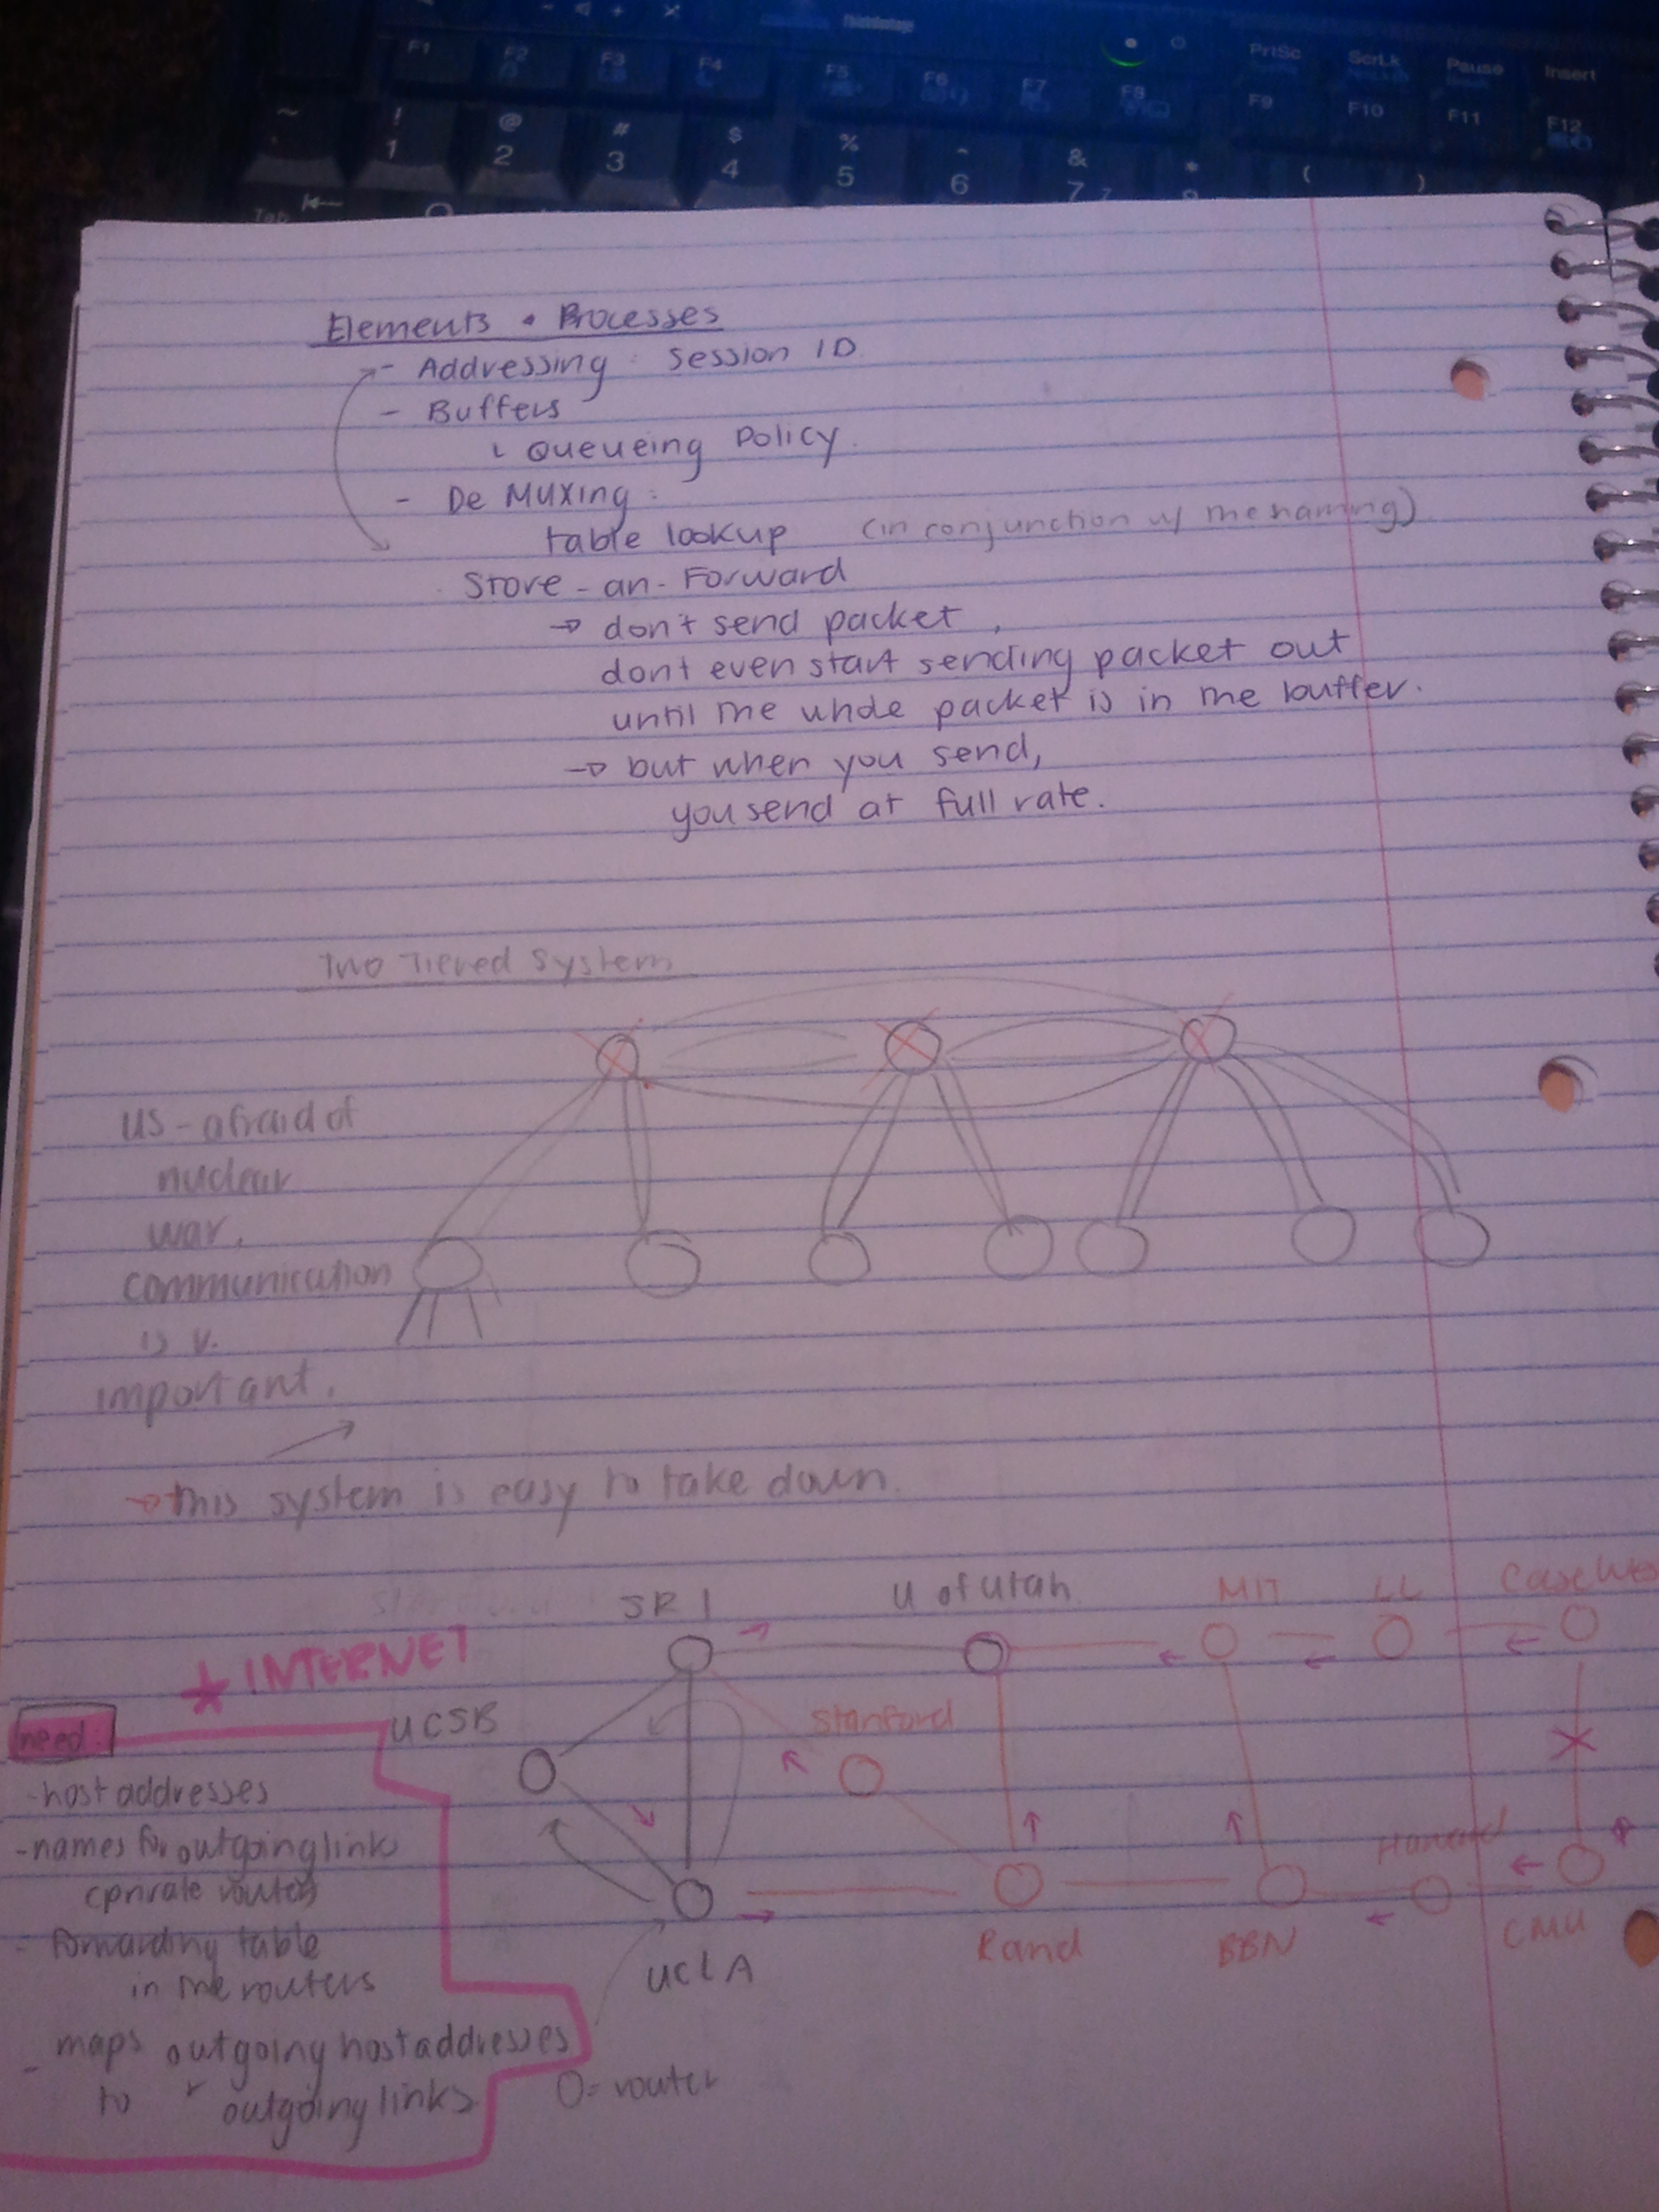 F1 F2 F3 F4 F5 F6 F7 F8 PrtSc ScrLk Pause Insert
F9 F10 F11 F12
~ ! @ # $ % ^ & * ( )
1 2 3 4 5 6 7 7
Tab
Elements • Processes
- Addressing : Session ID
- Buffers
Queueing Policy.
- De Muxing :
table lookup (in conjunction w/ the naming)
Store - an - Forward
→ don't send packet,
dont even start sending packet out
until the whole packet is in the buffer.
→ but when you send,
you send at full rate.
Two Tiered System
US - afraid of
nuclear
war.
communication
is v.
important.
→ this system is easy to take down.
SRI U of Utah MIT LL Case Wes
* INTERNET
need:
UCSB Stanford
- host addresses
- names for outgoing link
Harvard
- Forwarding table
in the routers
UCLA Rand BBN CMU
- maps outgoing host addresses
to outgoing links
O = router